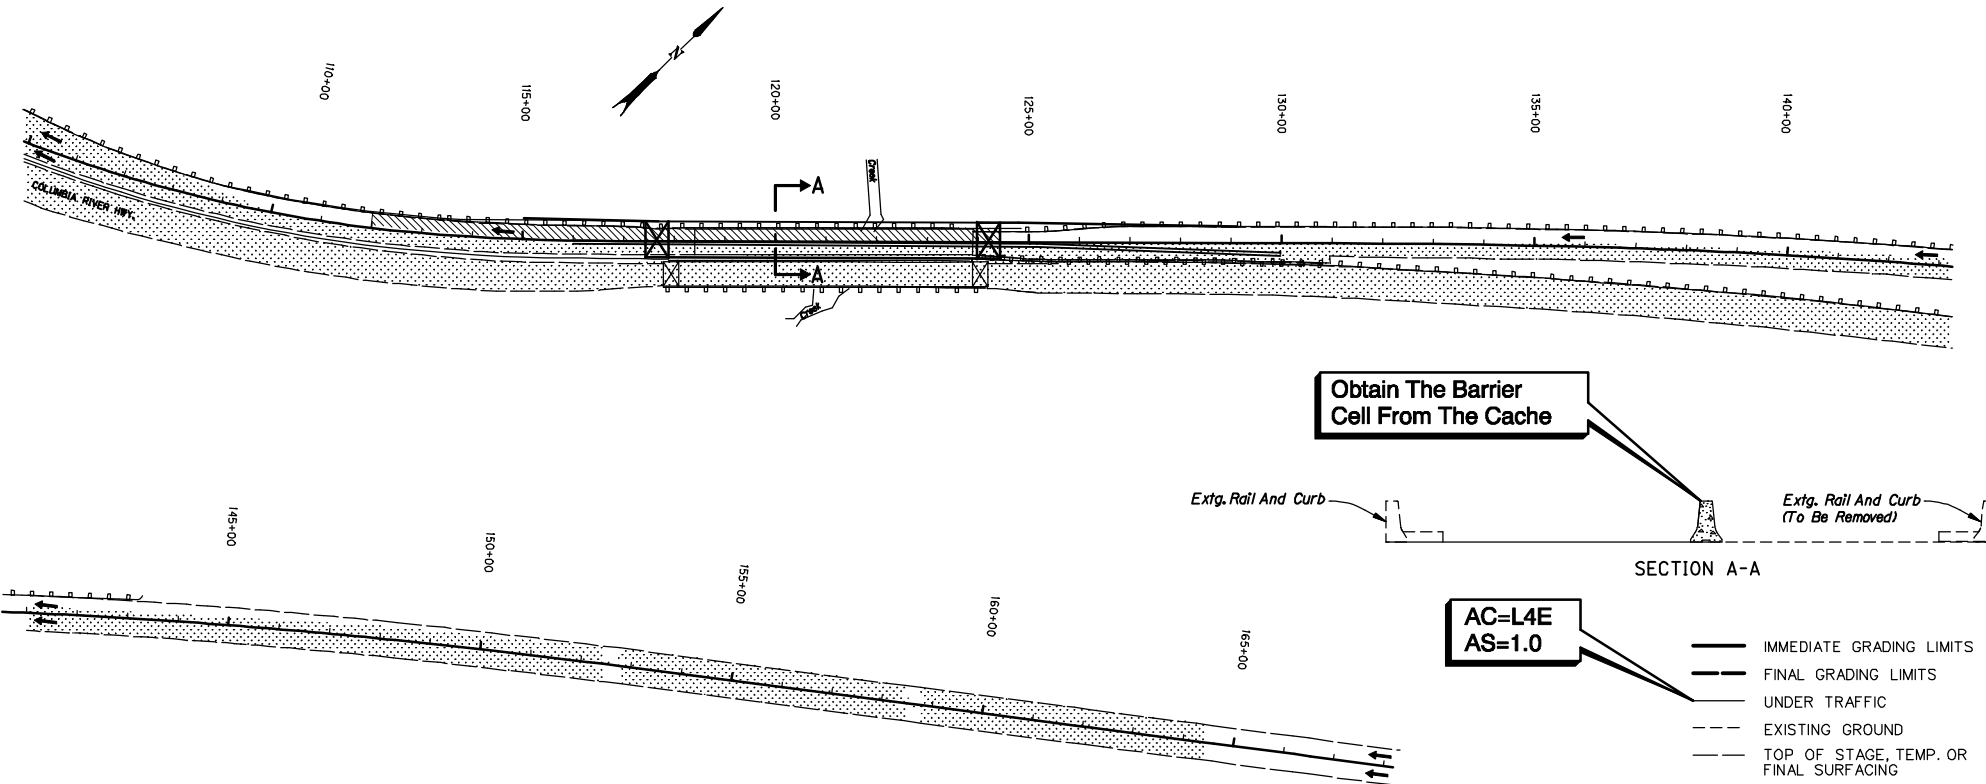 N
110+00
115+00
120+00
125+00
130+00
135+00
140+00
Creek
A
COLUMBIA RIVER HWY.
A
Creek
Obtain The Barrier
Cell From The Cache
Extg. Rail And Curb
Extg. Rail And Curb
(To Be Removed)
SECTION A-A
145+00
150+00
155+00
160+00
165+00
AC=L4E
AS=1.0
IMMEDIATE GRADING LIMITS
FINAL GRADING LIMITS
UNDER TRAFFIC
EXISTING GROUND
TOP OF STAGE, TEMP. OR
FINAL SURFACING